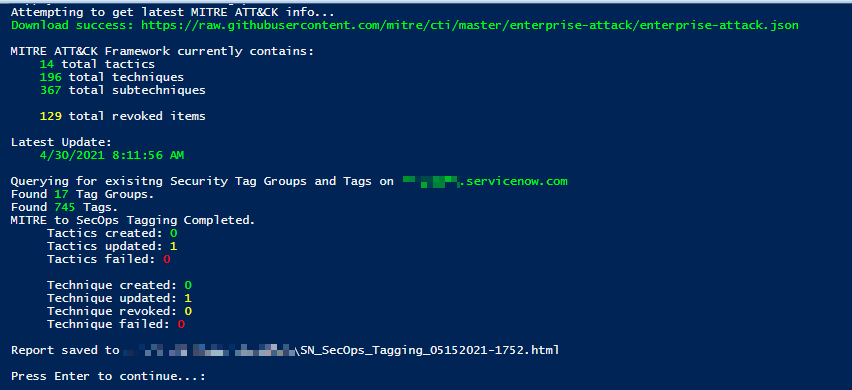 Attempting to get latest MITRE ATT&CK info...
Download success: https://raw.githubusercontent.com/mitre/cti/master/enterprise-attack/enterprise-attack.json
MITRE ATT&CK Framework currently contains:
14 total tactics
196 total techniques
367 total subtechniques
129 total revoked items
Latest Update:
4/30/2021 8:11:56 AM
Querying for exisitng Security Tag Groups and Tags on .servicenow.com
Found 17 Tag Groups.
Found 745 Tags.
MITRE to SecOps Tagging Completed.
Tactics created: 0
Tactics updated: 1
Tactics failed: 0
Technique created: 0
Technique updated: 1
Technique revoked: 0
Technique failed: 0
Report saved to \SN_SecOps_Tagging_05152021-1752.html
Press Enter to continue...: